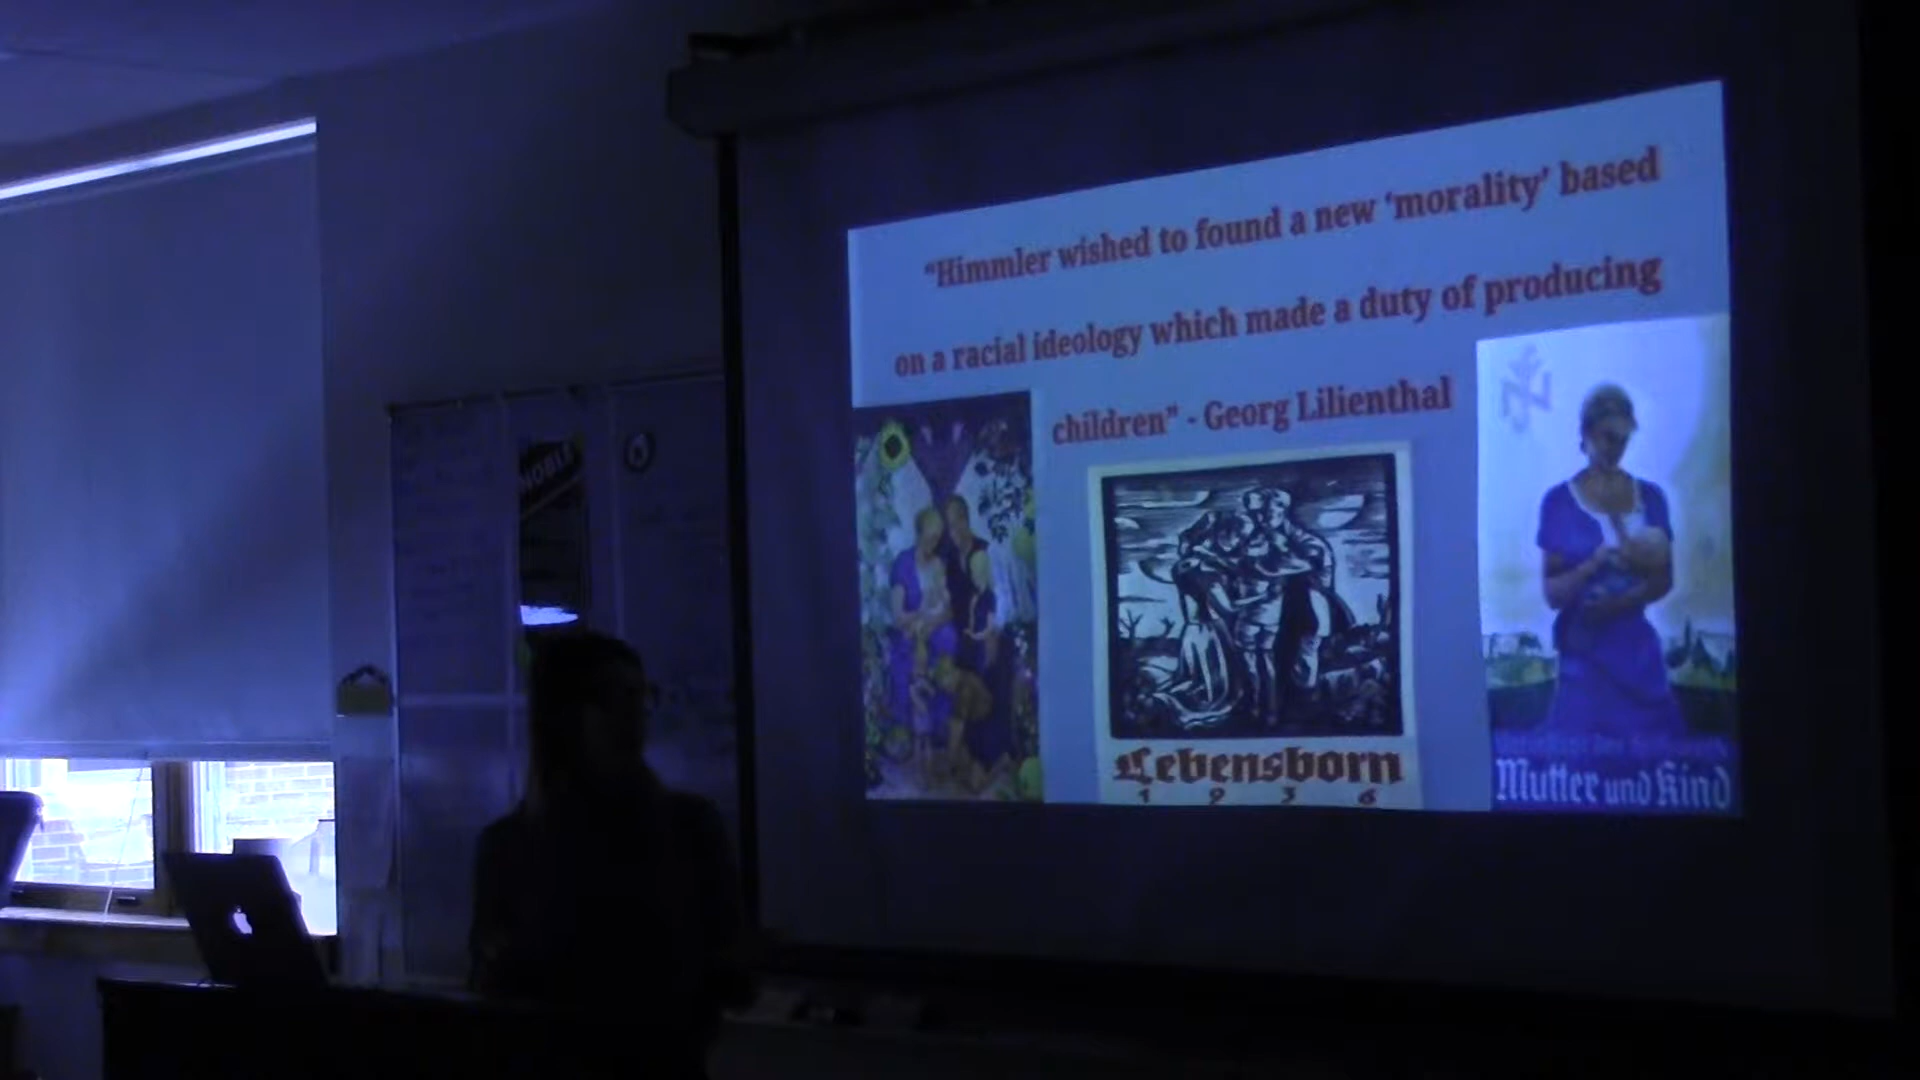 “Himmler wished to found a new ‘morality’ based
on a racial ideology which made a duty of producing
children” - Georg Lilienthal
Lebensborn
1936
Mutter und Kind
NOBLE